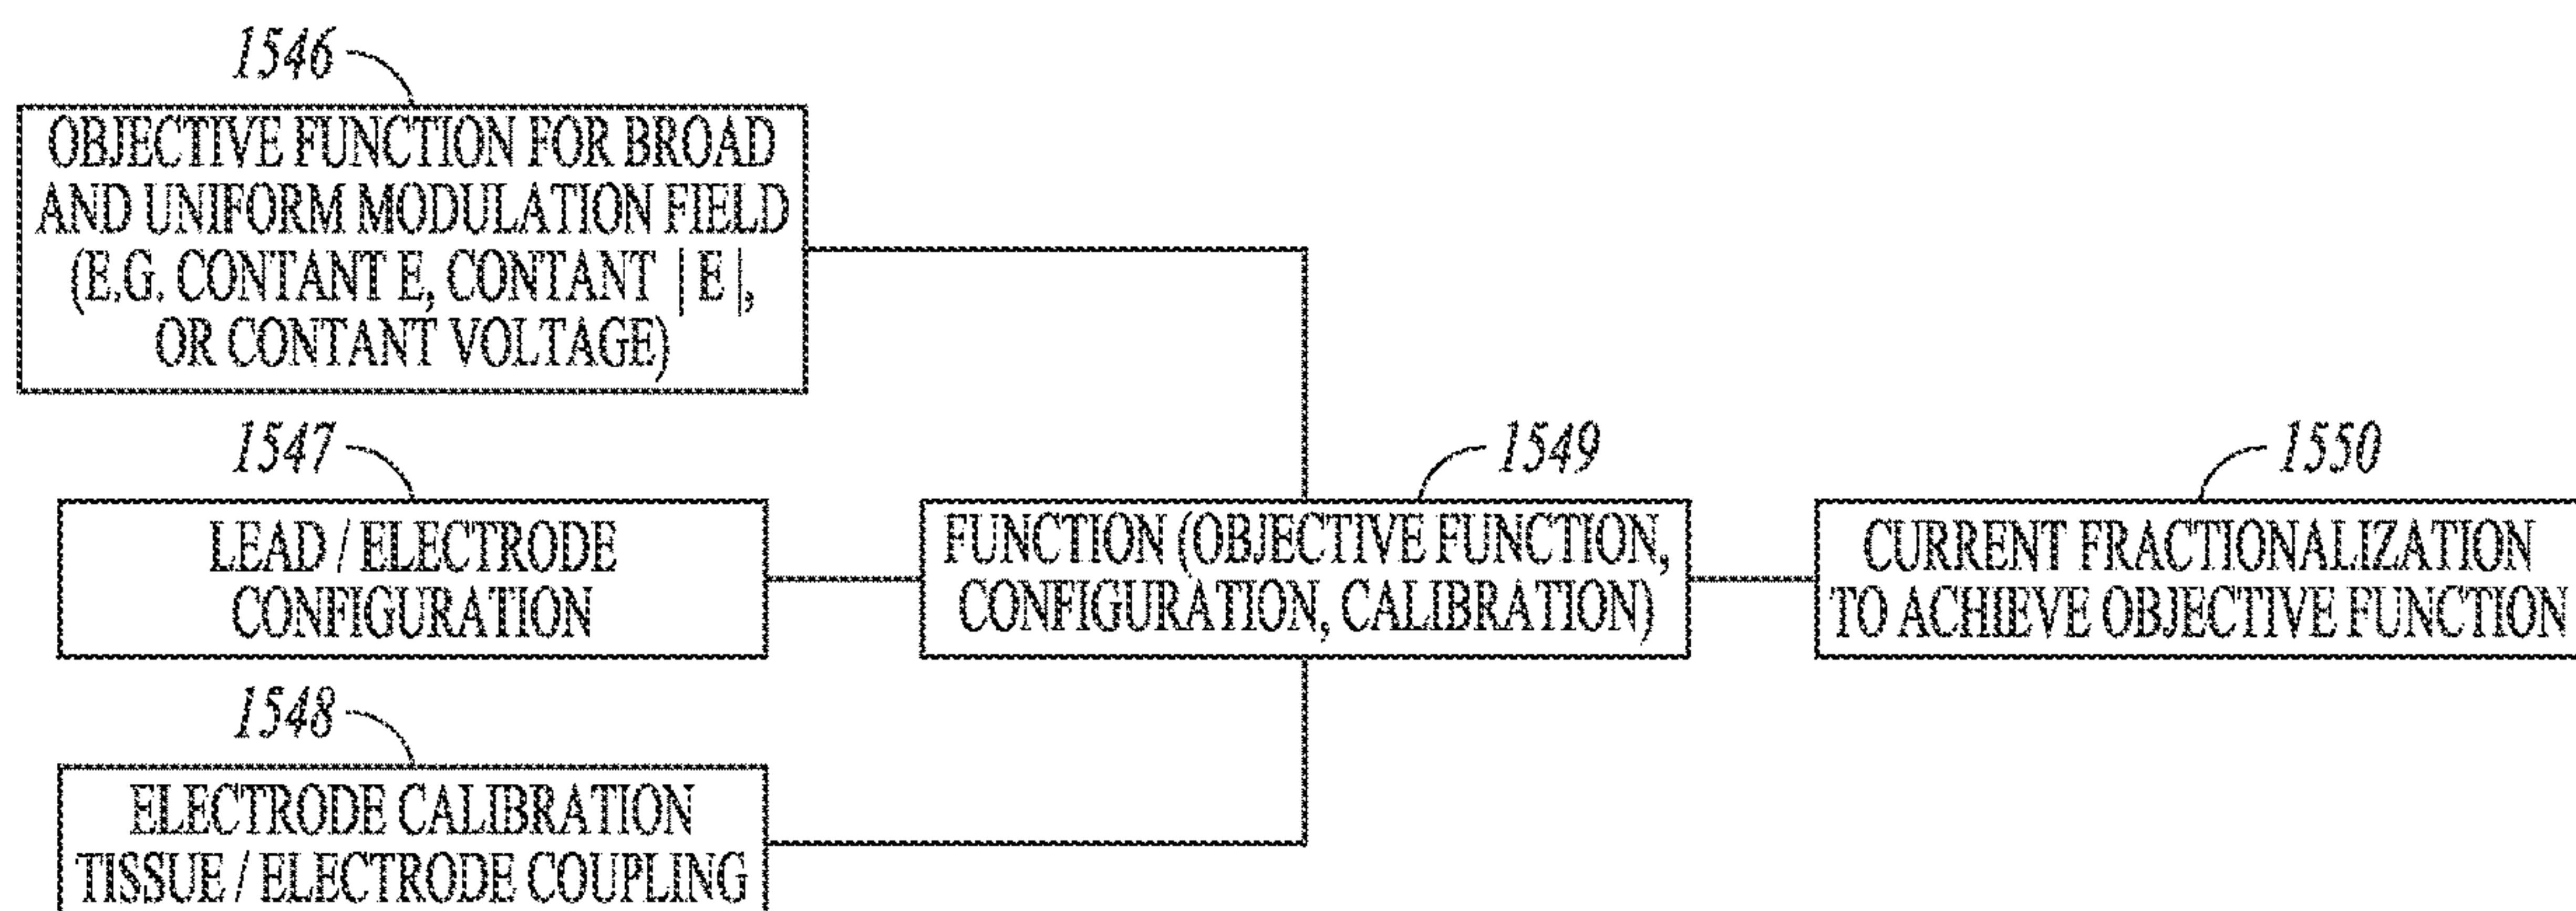 1546
OBJECTIVE FUNCTION FOR BROAD
AND UNIFORM MODULATION FIELD
(E.G. CONTANT E, CONTANT | E |,
OR CONTANT VOLTAGE)
1547
LEAD / ELECTRODE
CONFIGURATION
1548
ELECTRODE CALIBRATION
TISSUE / ELECTRODE COUPLING
1549
FUNCTION (OBJECTIVE FUNCTION,
CONFIGURATION, CALIBRATION)
1550
CURRENT FRACTIONALIZATION
TO ACHIEVE OBJECTIVE FUNCTION